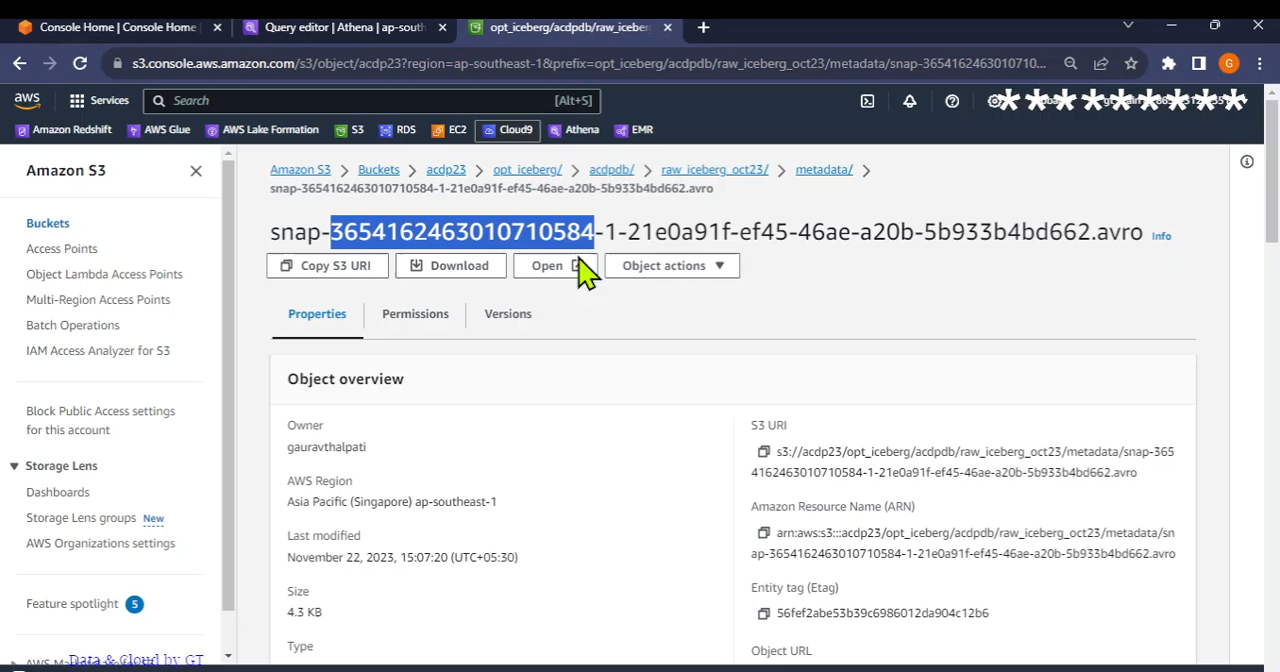 Console Home | Console Home
Query editor | Athena | ap-south
opt_iceberg/acdpdb/raw_iceber
s3.console.aws.amazon.com/s3/object/acdp23?region=ap-southeast-1&prefix=opt_iceberg/acdpdb/raw_iceberg_oct23/metadata/snap-3654162463010710...
G
aws
Services
Search
[Alt+S]
*********
Amazon Redshift
AWS Glue
AWS Lake Formation
S3
RDS
EC2
Cloud9
Athena
EMR
Amazon S3
Buckets
Access Points
Object Lambda Access Points
Multi-Region Access Points
Batch Operations
IAM Access Analyzer for S3
Block Public Access settings
for this account
Storage Lens
Dashboards
Storage Lens groups New
AWS Organizations settings
Feature spotlight 5
Data & Cloud by GT
Amazon S3 > Buckets > acdp23 > opt_iceberg/ > acdpdb/ > raw_iceberg_oct23/ > metadata/ >
snap-3654162463010710584-1-21e0a91f-ef45-46ae-a20b-5b933b4bd662.avro
snap-3654162463010710584-1-21e0a91f-ef45-46ae-a20b-5b933b4bd662.avro Info
Copy S3 URI
Download
Open
Object actions
Properties
Permissions
Versions
Object overview
Owner
gauravthalpati
AWS Region
Asia Pacific (Singapore) ap-southeast-1
Last modified
November 22, 2023, 15:07:20 (UTC+05:30)
Size
4.3 KB
Type
S3 URI
s3://acdp23/opt_iceberg/acdpdb/raw_iceberg_oct23/metadata/snap-365
4162463010710584-1-21e0a91f-ef45-46ae-a20b-5b933b4bd662.avro
Amazon Resource Name (ARN)
arn:aws:s3:::acdp23/opt_iceberg/acdpdb/raw_iceberg_oct23/metadata/sn
ap-3654162463010710584-1-21e0a91f-ef45-46ae-a20b-5b933b4bd662.avro
Entity tag (Etag)
56fef2abe53b39c6986012da904c12b6
Object URL